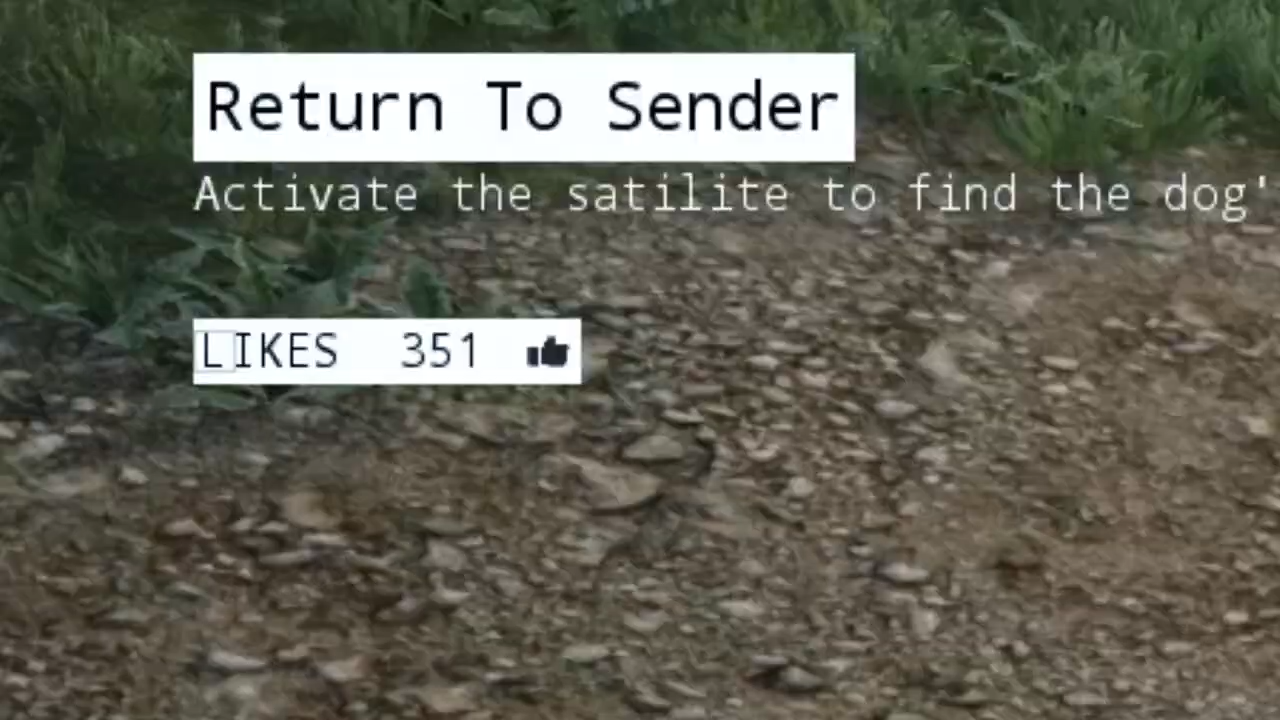 Return To Sender
Activate the satilite to find the dog'
LIKES 351